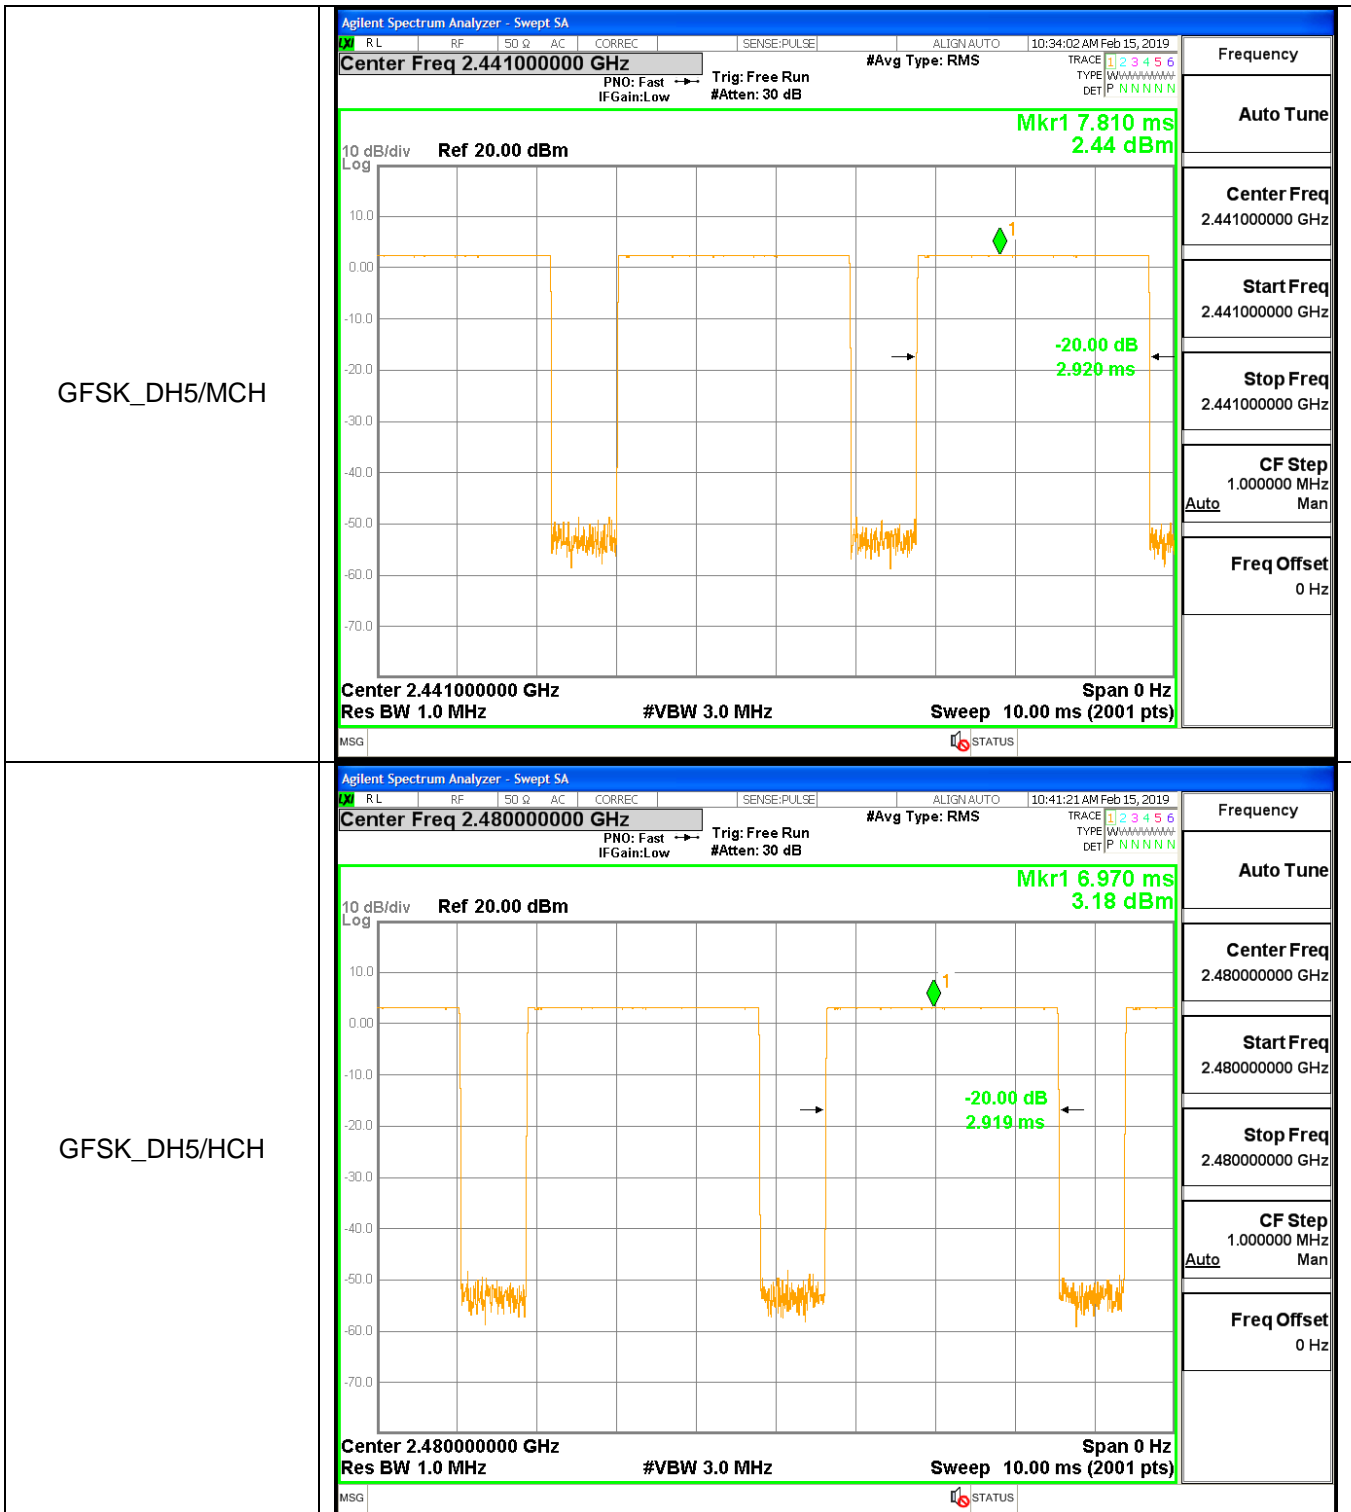 GFSK_DH5/MCH
Agilent Spectrum Analyzer - Swept SA
LXI RL RF 50 Ω AC CORREC SENSE:PULSE ALIGN AUTO 10:34:02 AM Feb 15, 2019
Center Freq 2.441000000 GHz
#Avg Type: RMS
TRACE 1 2 3 4 5 6
PNO: Fast
Trig: Free Run
TYPE
IFGain:Low
#Atten: 30 dB
DET P N N N N N
Mkr1 7.810 ms
2.44 dBm
10 dB/div Ref 20.00 dBm
Log
10.0
0.00
-10.0
-20.0
-30.0
-40.0
-50.0
-60.0
-70.0
1
-20.00 dB
2.920 ms
Center 2.441000000 GHz Span 0 Hz
Res BW 1.0 MHz #VBW 3.0 MHz Sweep 10.00 ms (2001 pts)
MSG STATUS
Frequency
Auto Tune
Center Freq
2.441000000 GHz
Start Freq
2.441000000 GHz
Stop Freq
2.441000000 GHz
CF Step
1.000000 MHz
Auto Man
Freq Offset
0 Hz
GFSK_DH5/HCH
Agilent Spectrum Analyzer - Swept SA
LXI RL RF 50 Ω AC CORREC SENSE:PULSE ALIGN AUTO 10:41:21 AM Feb 15, 2019
Center Freq 2.480000000 GHz
#Avg Type: RMS
TRACE 1 2 3 4 5 6
PNO: Fast
Trig: Free Run
TYPE
IFGain:Low
#Atten: 30 dB
DET P N N N N N
Mkr1 6.970 ms
3.18 dBm
10 dB/div Ref 20.00 dBm
Log
10.0
0.00
-10.0
-20.0
-30.0
-40.0
-50.0
-60.0
-70.0
1
-20.00 dB
2.919 ms
Center 2.480000000 GHz Span 0 Hz
Res BW 1.0 MHz #VBW 3.0 MHz Sweep 10.00 ms (2001 pts)
MSG STATUS
Frequency
Auto Tune
Center Freq
2.480000000 GHz
Start Freq
2.480000000 GHz
Stop Freq
2.480000000 GHz
CF Step
1.000000 MHz
Auto Man
Freq Offset
0 Hz